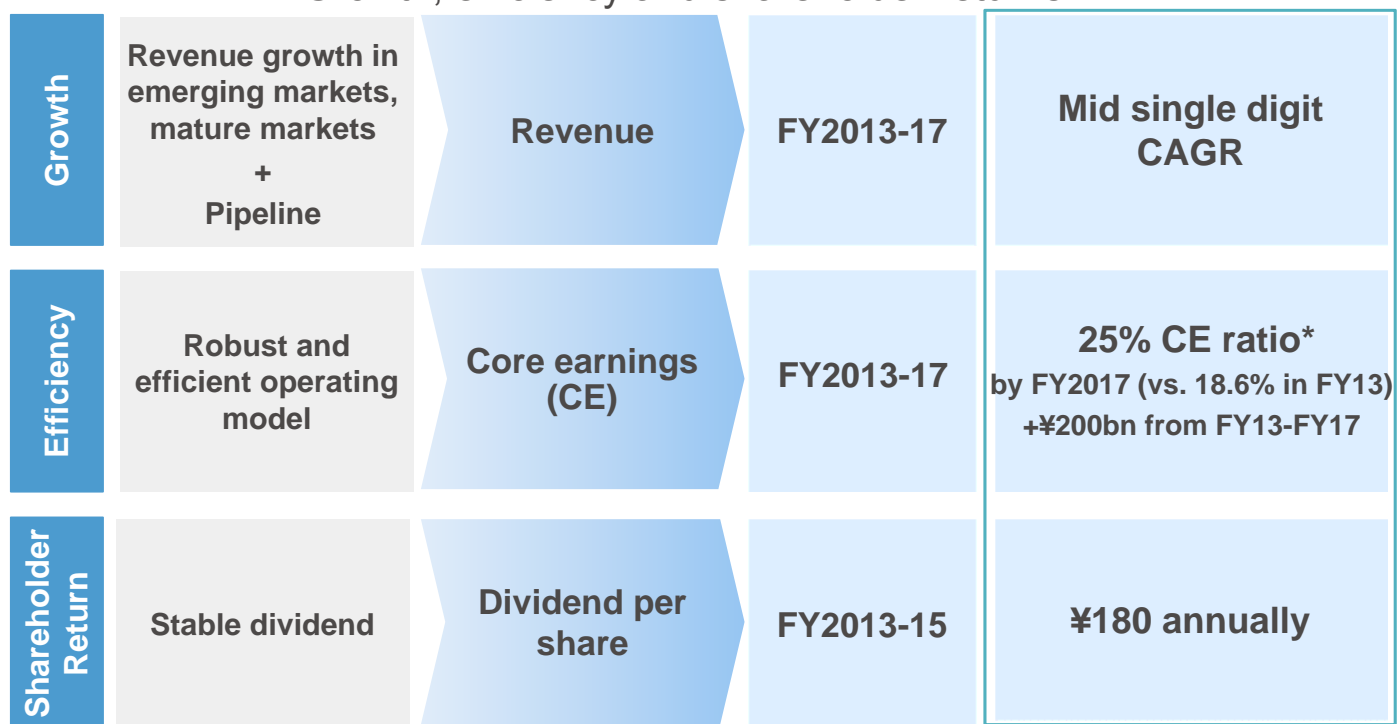 Growth
Revenue growth in
emerging markets,
mature markets
+
Pipeline
Revenue
FY2013-17
Mid single digit
CAGR
Efficiency
Robust and
efficient operating
model
Core earnings
(CE)
FY2013-17
25% CE ratio*
by FY2017 (vs. 18.6% in FY13)
+¥200bn from FY13-FY17
Shareholder
Return
Stable dividend
Dividend per
share
FY2013-15
¥180 annually